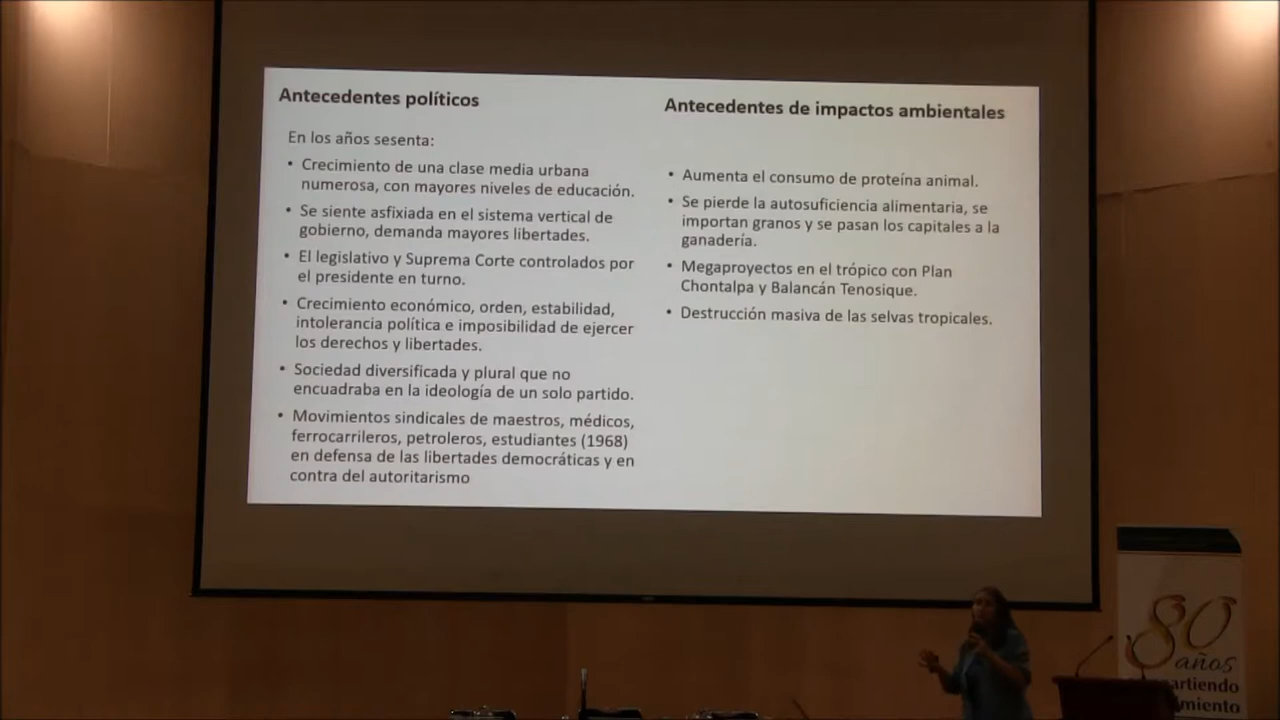 Antecedentes políticos
En los años sesenta:
• Crecimiento de una clase media urbana
numerosa, con mayores niveles de educación.
• Se siente asfixiada en el sistema vertical de
gobierno, demanda mayores libertades.
• El legislativo y Suprema Corte controlados por
el presidente en turno.
• Crecimiento económico, orden, estabilidad,
intolerancia política e imposibilidad de ejercer
los derechos y libertades.
• Sociedad diversificada y plural que no
encuadraba en la ideología de un solo partido.
• Movimientos sindicales de maestros, médicos,
ferrocarrileros, petroleros, estudiantes (1968)
en defensa de las libertades democráticas y en
contra del autoritarismo
Antecedentes de impactos ambientales
• Aumenta el consumo de proteína animal.
• Se pierde la autosuficiencia alimentaria, se
importan granos y se pasan los capitales a la
ganadería.
• Megaproyectos en el trópico con Plan
Chontalpa y Balancán Tenosique.
• Destrucción masiva de las selvas tropicales.
80
años
artiendo
miento